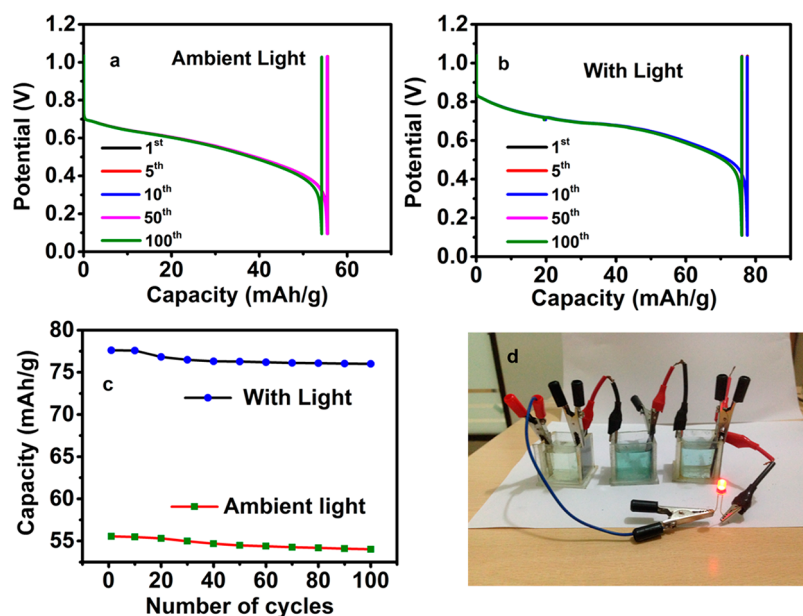 a
Ambient Light
Potential (V)
1.2
1.0
0.8
0.6
0.4
0.2
0.0
1st
5th
10th
50th
100th
0 20 40 60
Capacity (mAh/g)
b
With Light
Potential (V)
1.2
1.0
0.8
0.6
0.4
0.2
0.0
1st
5th
10th
50th
100th
0 20 40 60 80
Capacity (mAh/g)
c
Capacity (mAh/g)
80
75
70
65
60
55
With Light
Ambient light
0 20 40 60 80 100
Number of cycles
d